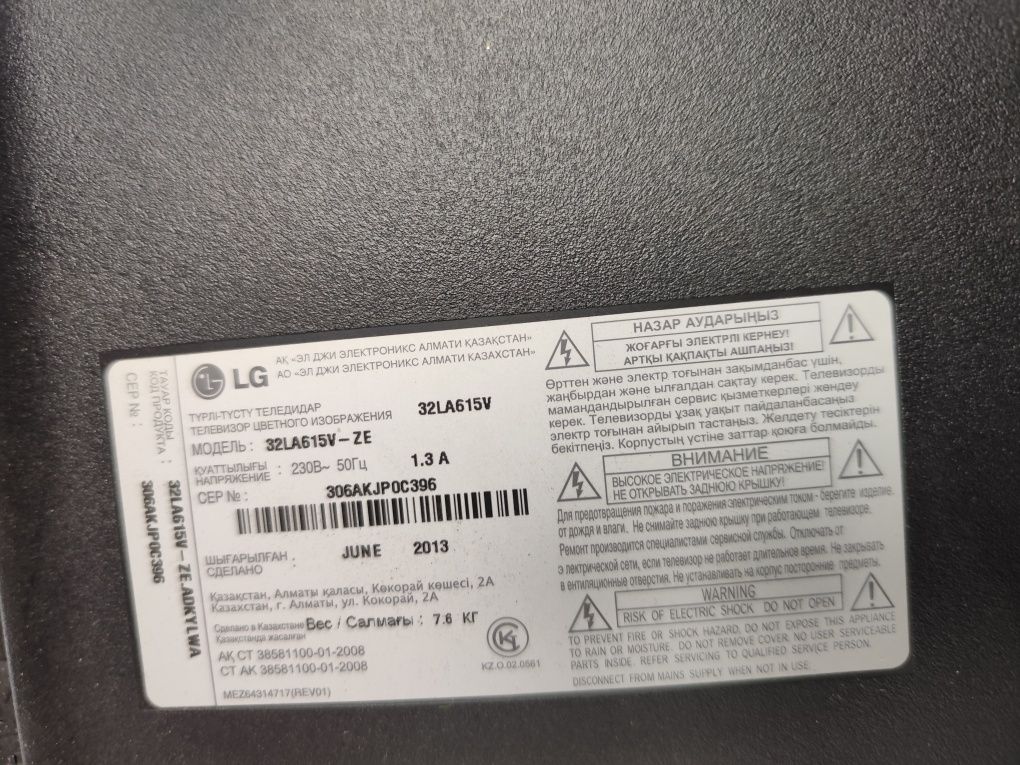 LG
АҚ «ЭЛ ДЖИ ЭЛЕКТРОНИКС АЛМАТИ ҚАЗАҚСТАН»
АО «ЭЛ ДЖИ ЭЛЕКТРОНИКС АЛМАТИ КАЗАХСТАН»
ТҮРЛІ-ТҮСТҮ ТЕЛЕДИДАР
ТЕЛЕВИЗОР ЦВЕТНОГО ИЗОБРАЖЕНИЯ
32LA615V
МОДЕЛЬ : 32LA615V-ZE
ҚУАТТЫЛЫҒЫ
НАПРЯЖЕНИЕ : 230В~ 50Гц 1.3 A
СЕР № : 306AKJP0C396
ШЫҒАРЫЛҒАН :
СДЕЛАНО
JUNE 2013
Қазақстан, Алматы қаласы, Көкорай көшесі, 2А
Казахстан, г. Алматы, ул. Кокорай, 2А
Сделано в Казахстане
Қазақстанда жасалған
Вес / Салмағы : 7.6 КГ
АҚ СТ 38581100-01-2008
СТ АК 38581100-01-2008
KZ.O.02.0561
MEZ64314717(REV01)
ТАУАР КОДЫ
КОД ПРОДУКТА : 32LA615V-ZE.ADKYLWA
СЕР № : 306AKJP0C396
НАЗАР АУДАРЫҢЫЗ
ЖОҒАРҒЫ ЭЛЕКТРЛІ КЕРНЕУ!
АРТҚЫ ҚАҚПАҚТЫ АШПАҢЫЗ!
Өрттен және электр тоғынан зақымданбас үшін,
жаңбырдан және ылғалдан сақтау керек. Телевизорды
мамандандырылған сервис қызметкерлері жөндеу
керек. Телевизорды ұзақ уақыт пайдаланбасаңыз
электр тоғынан айырып тастаңыз. Желдету тесіктерін
бекітпеңіз. Корпустың үстіне заттар қоюға болмайды.
ВНИМАНИЕ
ВЫСОКОЕ ЭЛЕКТРИЧЕСКОЕ НАПРЯЖЕНИЕ!
НЕ ОТКРЫВАТЬ ЗАДНЮЮ КРЫШКУ!
Для предотвращения пожара и поражения электрическим током - берегите изделие
от дождя и влаги. Не снимайте заднюю крышку при работающем телевизоре.
Ремонт производится специалистами сервисной службы. Отключать от
э лектрической сети, если телевизор не работает длительное время. Не закрывать
в ентиляционные отверстия. Не устанавливать на корпус посторонние предметы.
WARNING
RISK OF ELECTRIC SHOCK DO NOT OPEN
TO PREVENT FIRE OR SHOCK HAZARD, DO NOT EXPOSE THIS APPLIANCE
TO RAIN OR MOISTURE. DO NOT REMOVE COVER. NO USER SERVICEABLE
PARTS INSIDE. REFER SERVICING TO QUALIFIED SERVICE PERSON.
DISCONNECT FROM MAINS SUPPLY WHEN NOT IN USE.